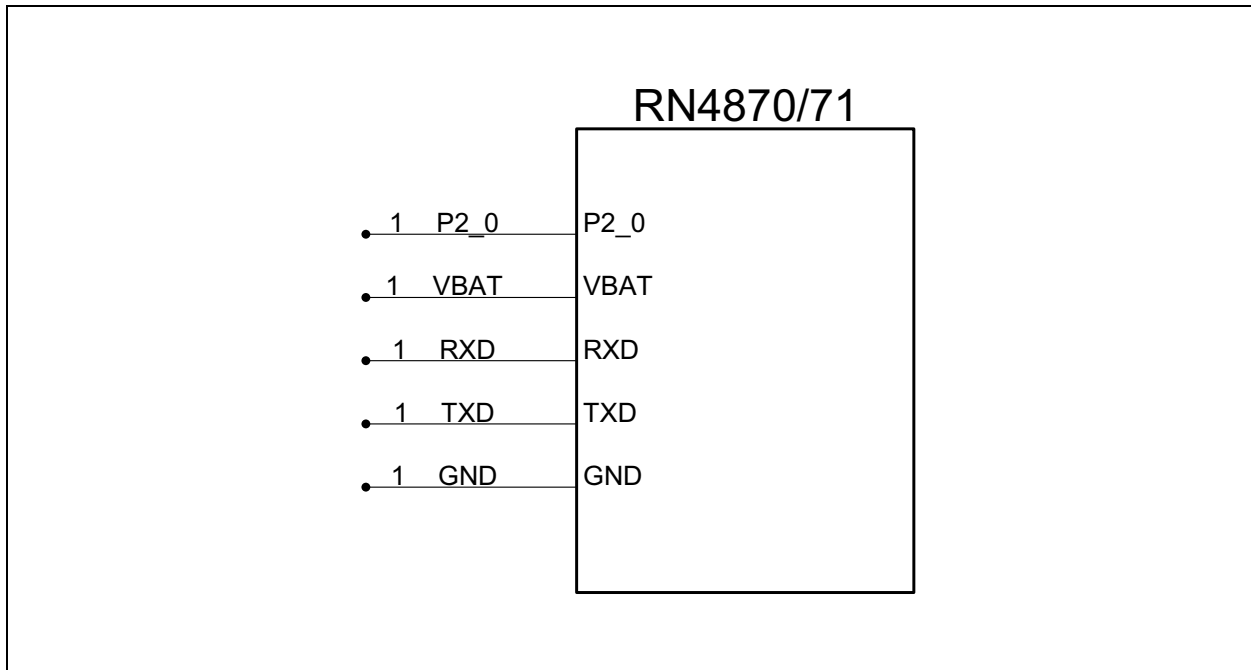 RN4870/71
1 P2_0 P2_0
1 VBAT VBAT
1 RXD RXD
1 TXD TXD
1 GND GND